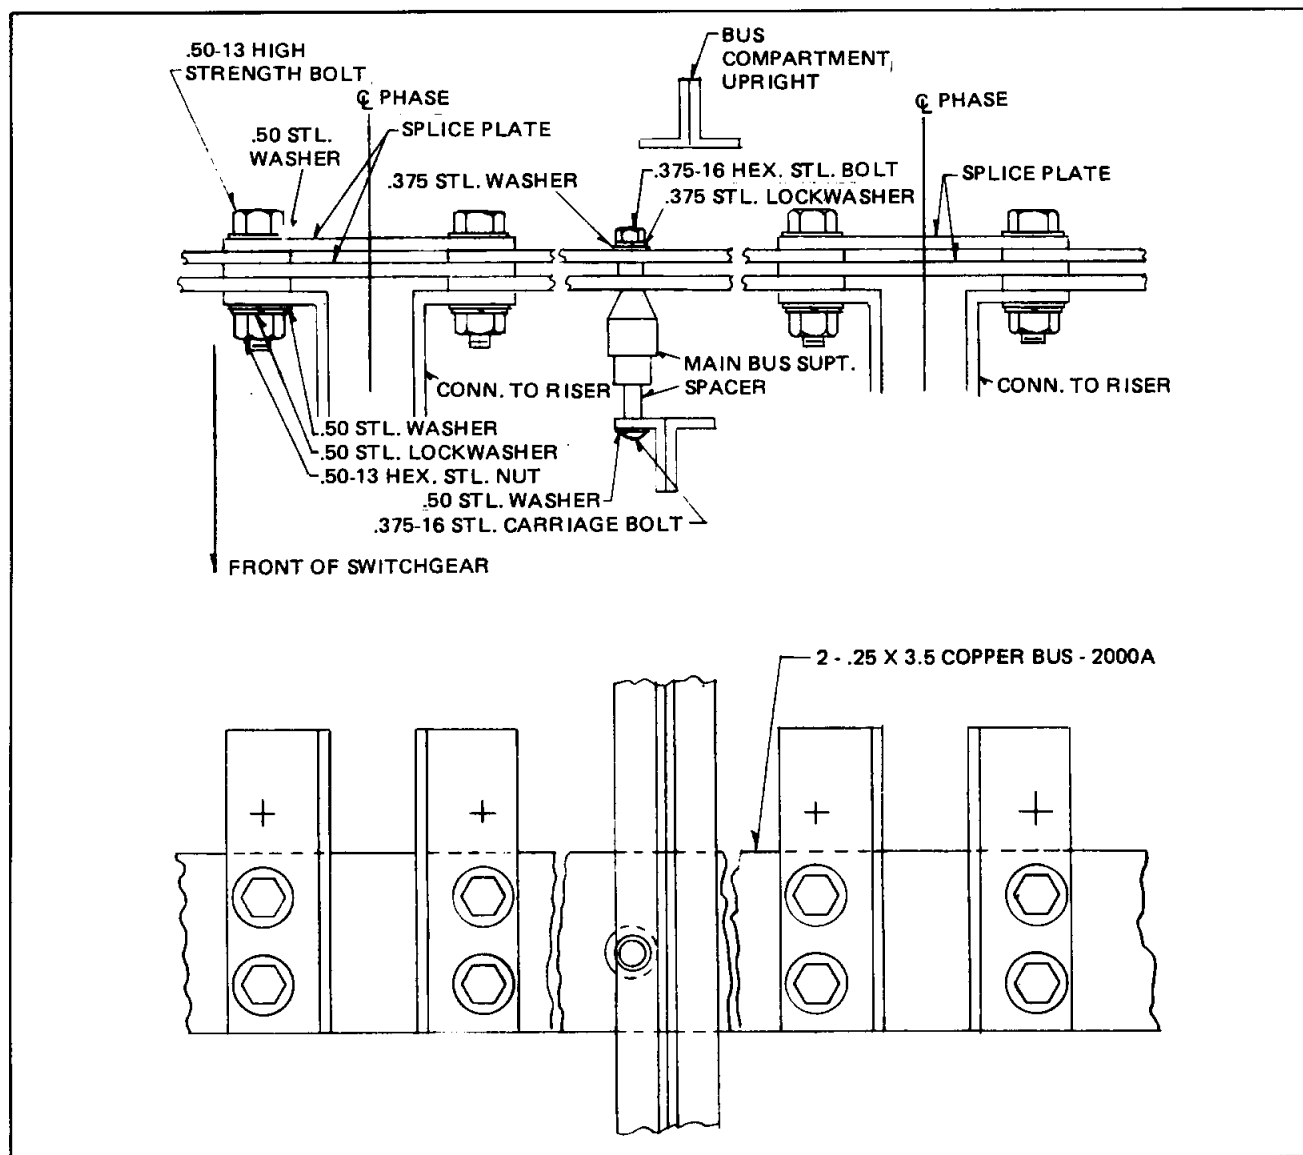 .50-13 HIGH
STRENGTH BOLT
BUS
COMPARTMENT
UPRIGHT
℄ PHASE
℄ PHASE
.50 STL.
WASHER
SPLICE PLATE
.375 STL. WASHER
.375-16 HEX. STL. BOLT
.375 STL. LOCKWASHER
SPLICE PLATE
MAIN BUS SUPT.
SPACER
CONN. TO RISER
CONN. TO RISER
.50 STL. WASHER
.50 STL. LOCKWASHER
.50-13 HEX. STL. NUT
.50 STL. WASHER
.375-16 STL. CARRIAGE BOLT
FRONT OF SWITCHGEAR
2 - .25 X 3.5 COPPER BUS - 2000A